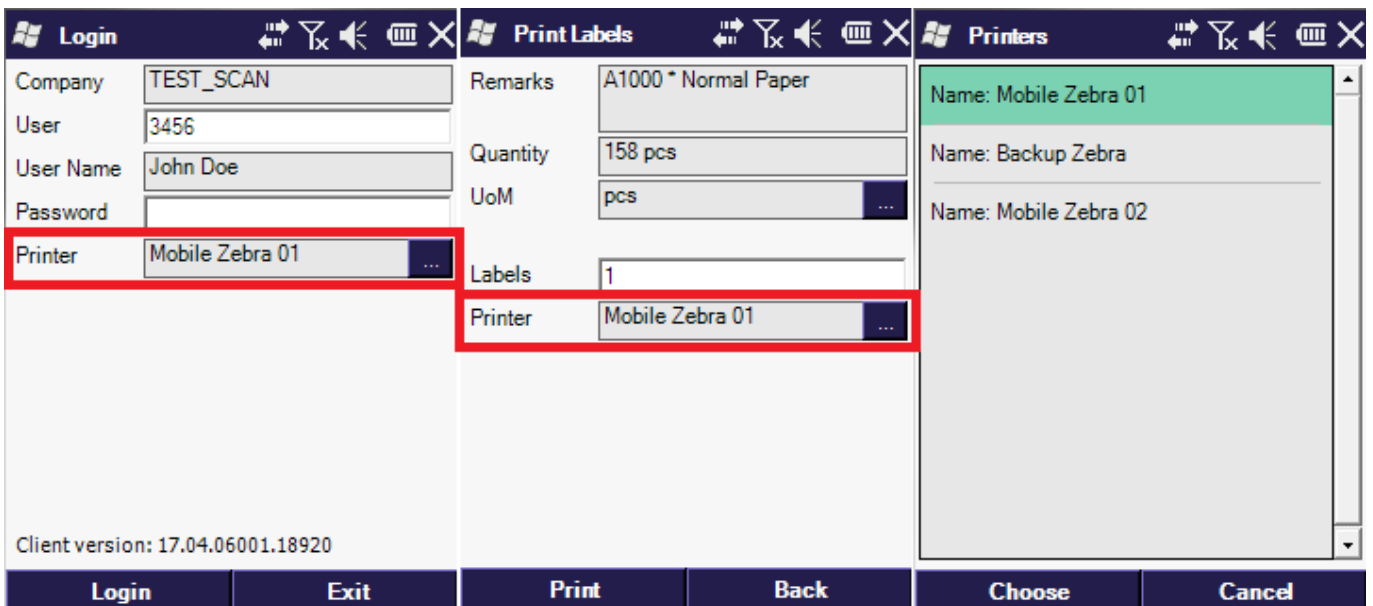 Login
Company TEST_SCAN
User 3456
User Name John Doe
Password
Printer Mobile Zebra 01 ...
Client version: 17.04.06001.18920
Login Exit
Print Labels
Remarks A1000 * Normal Paper
Quantity 158 pcs
UoM pcs ...
Labels 1
Printer Mobile Zebra 01 ...
Print Back
Printers
Name: Mobile Zebra 01
Name: Backup Zebra
Name: Mobile Zebra 02
Choose Cancel